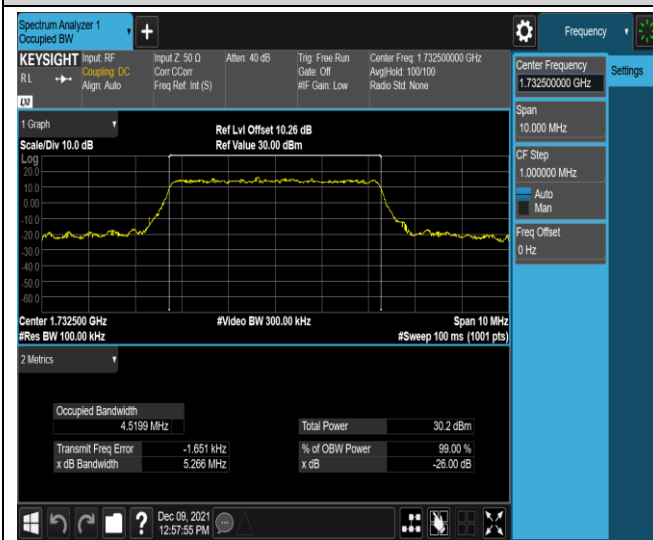 Spectrum Analyzer 1
Occupied BW
+
Frequency
KEYSIGHT
RL
LXI
Input: RF
Coupling: DC
Align: Auto
Input Z: 50 Ω
Corr CCorr
Freq Ref: Int (S)
Atten: 40 dB
Trig: Free Run
Gate: Off
#IF Gain: Low
Center Freq: 1.732500000 GHz
Avg|Hold: 100/100
Radio Std: None
Center Frequency
1.732500000 GHz
Settings
Span
10.000 MHz
CF Step
1.000000 MHz
Auto
Man
Freq Offset
0 Hz
1 Graph
Scale/Div 10.0 dB
Ref Lvl Offset 10.26 dB
Ref Value 30.00 dBm
Log
20.0
10.0
0.00
-10.0
-20.0
-30.0
-40.0
-50.0
-60.0
Center 1.732500 GHz
#Video BW 300.00 kHz
Span 10 MHz
#Res BW 100.00 kHz
#Sweep 100 ms (1001 pts)
2 Metrics
Occupied Bandwidth
4.5199 MHz
Total Power 30.2 dBm
Transmit Freq Error -1.651 kHz
% of OBW Power 99.00 %
x dB Bandwidth 5.266 MHz
x dB -26.00 dB
?
Dec 09, 2021
12:57:55 PM